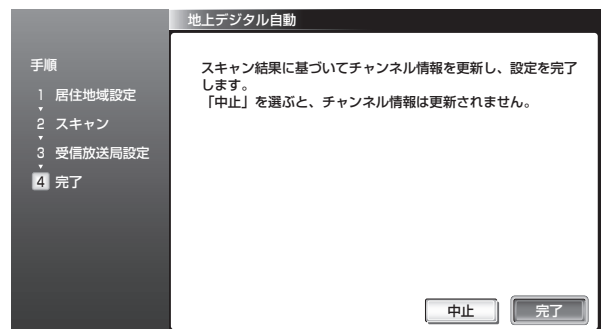 地上デジタル自動
手順
1 居住地域設定
2 スキャン
3 受信放送局設定
4 完了
スキャン結果に基づいてチャンネル情報を更新し、設定を完了
します。
「中止」を選ぶと、チャンネル情報は更新されません。
中止
完了